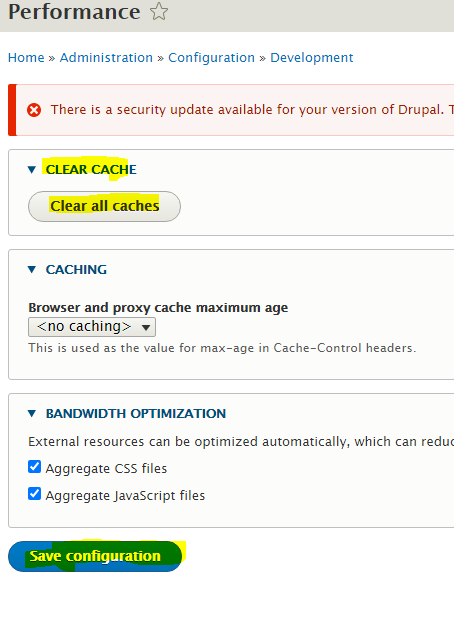 Performance
Home » Administration » Configuration » Development
There is a security update available for your version of Drupal.
CLEAR CACHE
Clear all caches
CACHING
Browser and proxy cache maximum age
<no caching>
This is used as the value for max-age in Cache-Control headers.
BANDWIDTH OPTIMIZATION
External resources can be optimized automatically, which can
Aggregate CSS files
Aggregate JavaScript files
Save configuration